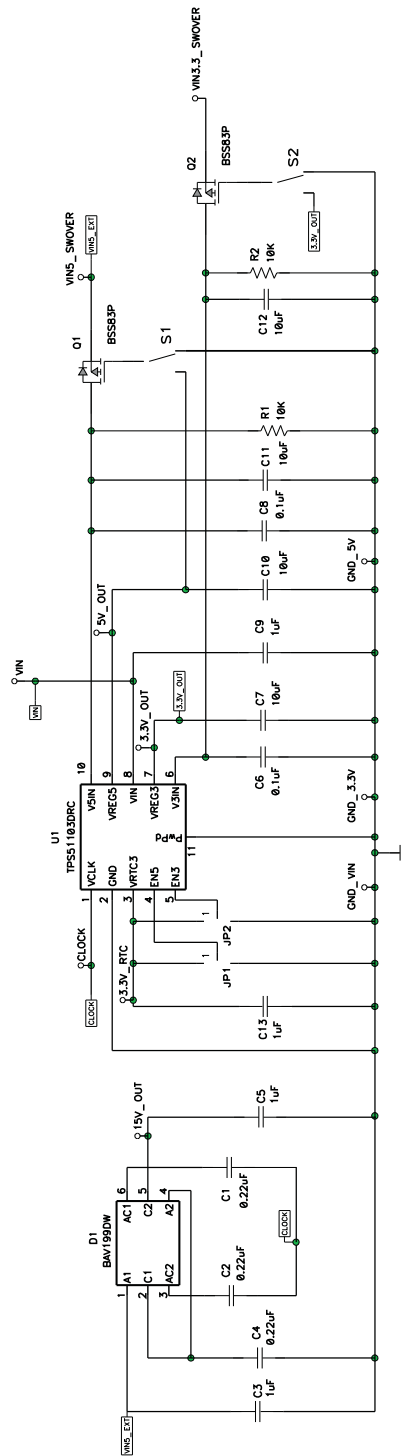 VIN5_EXT
C3
1uF
C4
0.22uF
C2
0.22uF
CLOCK
C1
0.22uF
C5
1uF
D1
BAV199DW
1
A1
2
C1
3
AC2
AC1
6
C2
5
A2
4
15V_OUT
C13
1uF
JP1
1
JP2
1
3.3V_RTC
CLOCK
CLOCK
U1
TPS51103DRC
1
VCLK
2
GND
3
VRTC3
4
EN5
5
EN3
V5IN
10
VREG5
9
VIN
8
VREG3
7
V3IN
6
PwPd
11
GND_VIN
GND_3.3V
GND_5V
VIN
VIN
3.3V_OUT
3.3V_OUT
5V_OUT
C6
0.1uF
C7
10uF
C9
1uF
C10
10uF
C8
0.1uF
C11
10uF
R1
10K
S1
Q1
BSS83P
VIN5_SWOVER
VIN5_EXT
C12
10uF
R2
10K
Q2
BSS83P
S2
3.3V_OUT
VIN3.3_SWOVER